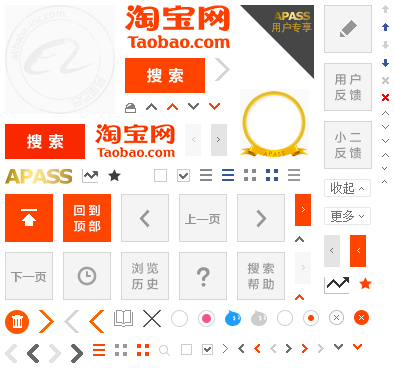 淘宝网
Taobao.com
APASS
用户专享
搜索
用户
反馈
搜索
淘宝网
Taobao.com
小二
反馈
APASS
APASS
收起
回到
顶部
上一页
更多
下一页
浏览
历史
?
搜索
帮助